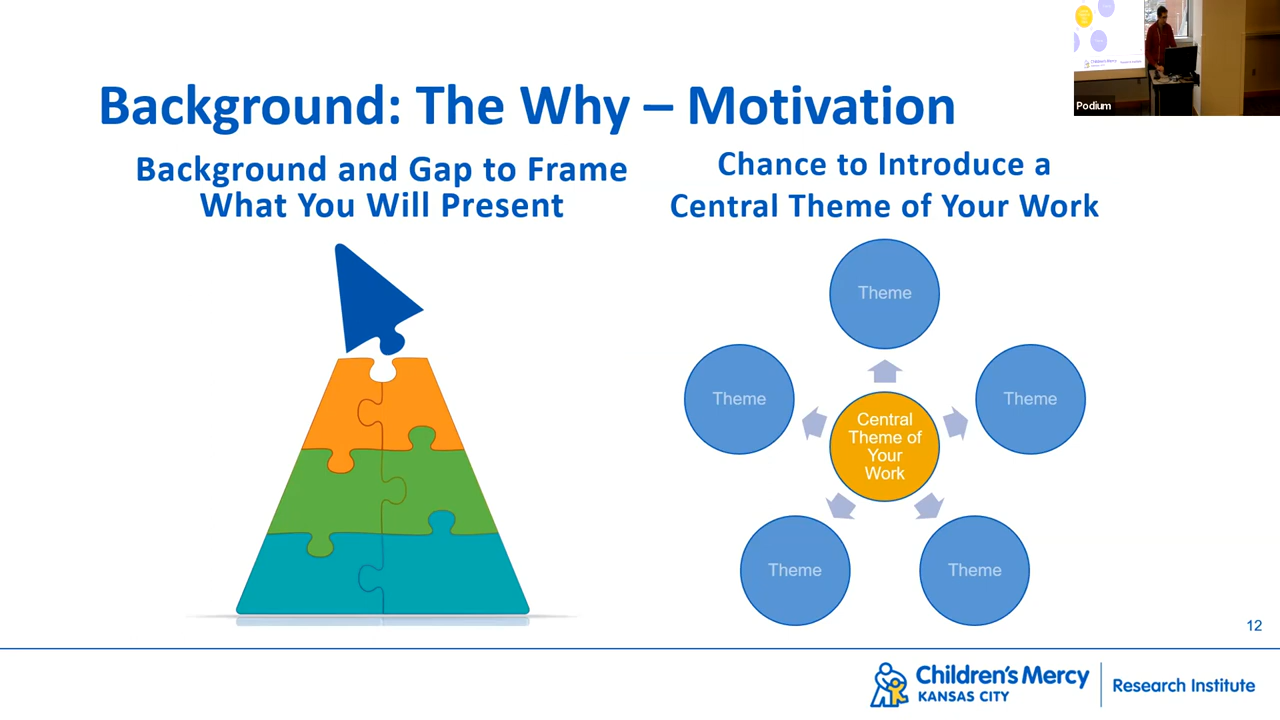 Background: The Why – Motivation
Background and Gap to Frame
What You Will Present
Chance to Introduce a
Central Theme of Your Work
Theme
Theme
Theme
Central
Theme of
Your
Work
Theme
Theme
12
Children's Mercy
KANSAS CITY
Research Institute
Podium